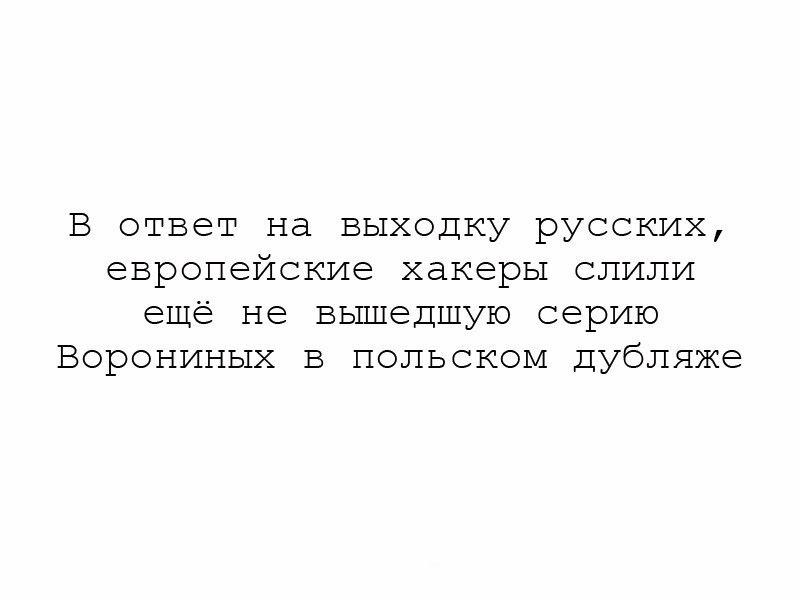 В ответ на выходку русских,
европейские хакеры слили
ещё не вышедшую серию
Ворониных в польском дубляже